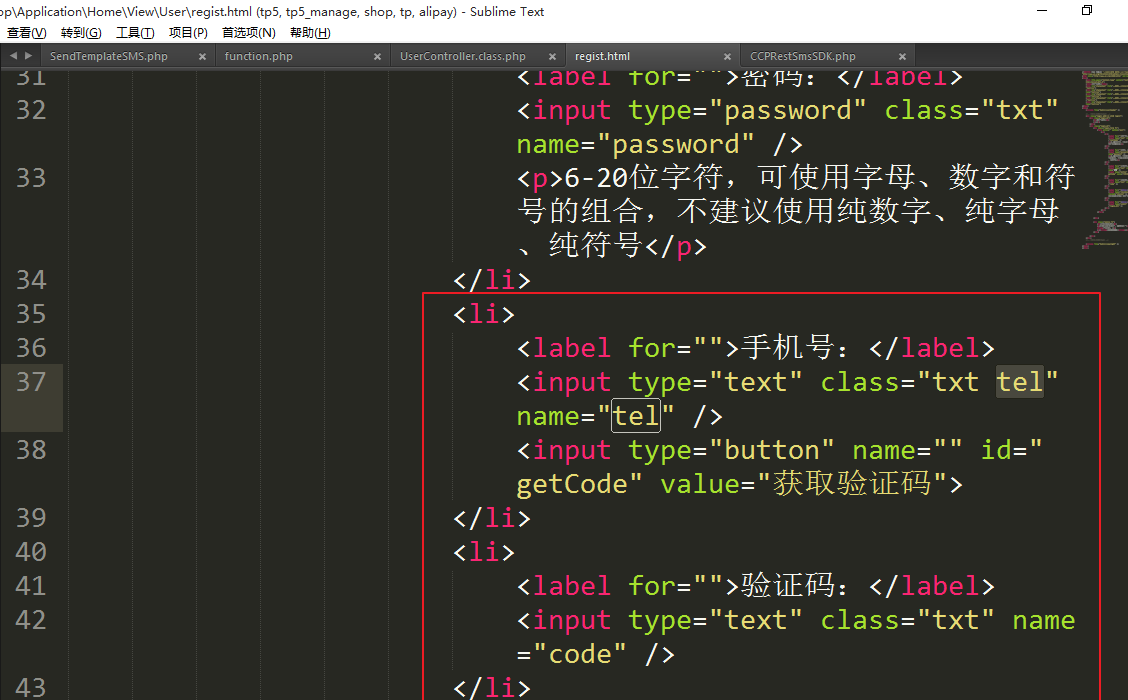 op\Application\Home\View\User\regist.html (tp5, tp5_manage, shop, tp, alipay) - Sublime Text
查看(V) 转到(G) 工具(T) 项目(P) 首选项(N) 帮助(H)
SendTemplateSMS.php × function.php × UserController.class.php × regist.html × CCPRestSmsSDK.php ×
31 <label for="">密码：</label>
32 <input type="password" class="txt"
name="password" />
33 <p>6-20位字符，可使用字母、数字和符
号的组合，不建议使用纯数字、纯字母
、纯符号</p>
34 </li>
35 <li>
36 <label for="">手机号：</label>
37 <input type="text" class="txt tel"
name="tel" />
38 <input type="button" name="" id="
getCode" value="获取验证码">
39 </li>
40 <li>
41 <label for="">验证码：</label>
42 <input type="text" class="txt" name
="code" />
43 </li>